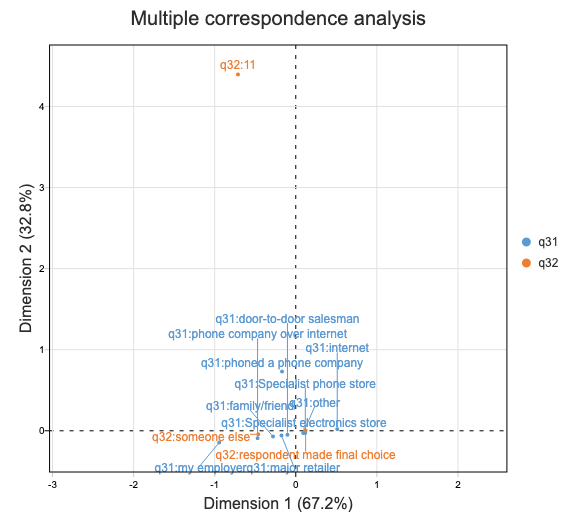 Multiple correspondence analysis
q32:11
4
3
2
1
0
Dimension 2 (32.8%)
q31
q32
q31:door-to-door salesman
q31:phone company over internet
q31:internet
q31:phoned a phone company
q31:Specialist phone store
q31:family/friend
q31:other
q31:Specialist electronics store
q32:someone else
q32:respondent made final choice
q31:my employer
q31:major retailer
-3 -2 -1 0 1 2
Dimension 1 (67.2%)